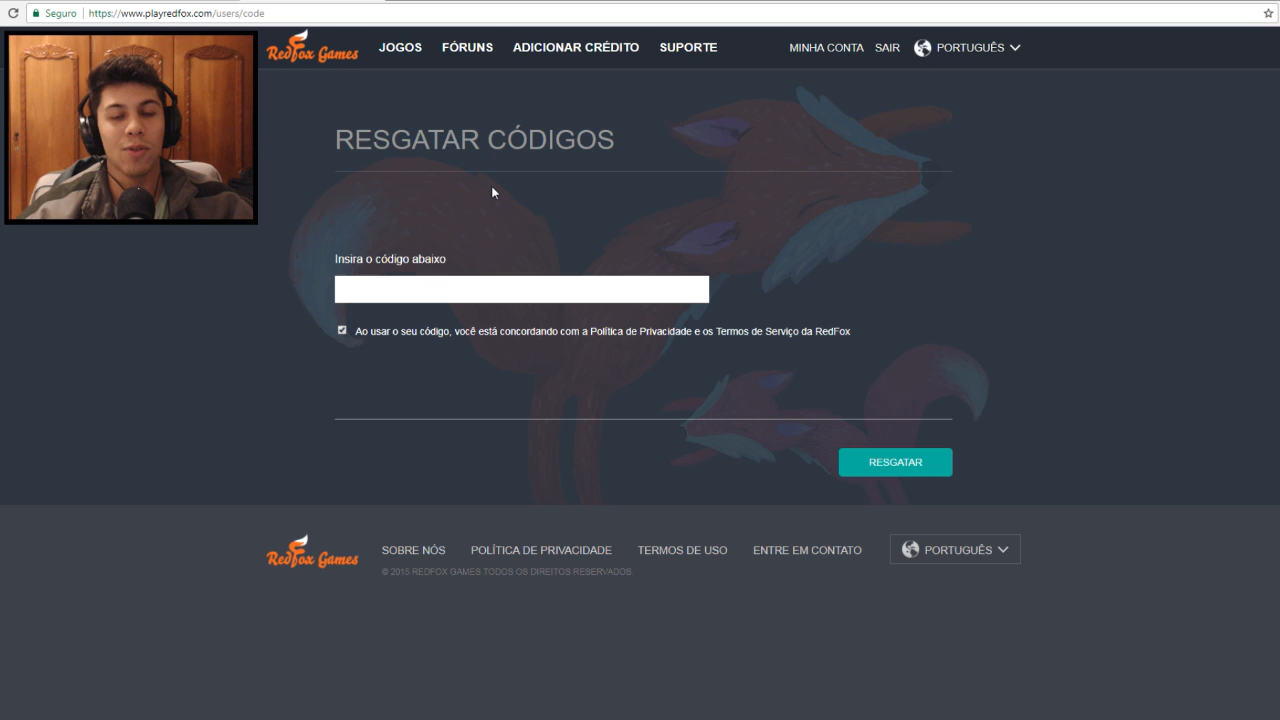 Seguro https://www.playredfox.com/users/code
RedFox Games JOGOS FÓRUNS ADICIONAR CRÉDITO SUPORTE MINHA CONTA SAIR PORTUGUÊS
RESGATAR CÓDIGOS
Insira o código abaixo
Ao usar o seu código, você está concordando com a Política de Privacidade e os Termos de Serviço da RedFox
RESGATAR
RedFox Games SOBRE NÓS POLÍTICA DE PRIVACIDADE TERMOS DE USO ENTRE EM CONTATO PORTUGUÊS
© 2015 REDFOX GAMES TODOS OS DIREITOS RESERVADOS.